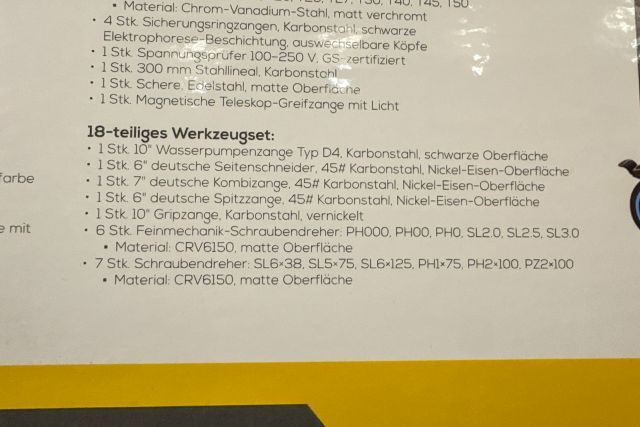 Material: Chrom-Vanadium-Stahl, matt verchromt
• 4 Stk. Sicherungsringzangen, Karbonstahl, schwarze
Elektrophorese-Beschichtung, auswechselbare Köpfe
• 1 Stk. Spannungsprüfer 100–250 V, GS-zertifiziert
• 1 Stk. 300 mm Stahllineal, Karbonstahl
• 1 Stk. Schere, Edelstahl, matte Oberfläche
• 1 Stk. Magnetische Teleskop-Greifzange mit Licht
18-teiliges Werkzeugset:
• 1 Stk. 10" Wasserpumpenzange Typ D4, Karbonstahl, schwarze Oberfläche
• 1 Stk. 6" deutsche Seitenschneider, 45# Karbonstahl, Nickel-Eisen-Oberfläche
• 1 Stk. 7" deutsche Kombizange, 45# Karbonstahl, Nickel-Eisen-Oberfläche
• 1 Stk. 6" deutsche Spitzzange, 45# Karbonstahl, Nickel-Eisen-Oberfläche
• 1 Stk. 10" Gripzange, Karbonstahl, vernickelt
• 6 Stk. Feinmechanik-Schraubendreher: PH000, PH00, PH0, SL2.0, SL2.5, SL3.0
▪ Material: CRV6150, matte Oberfläche
• 7 Stk. Schraubendreher: SL6×38, SL5×75, SL6×125, PH1×75, PH2×100, PZ2×100
▪ Material: CRV6150, matte Oberfläche
farbe
mit